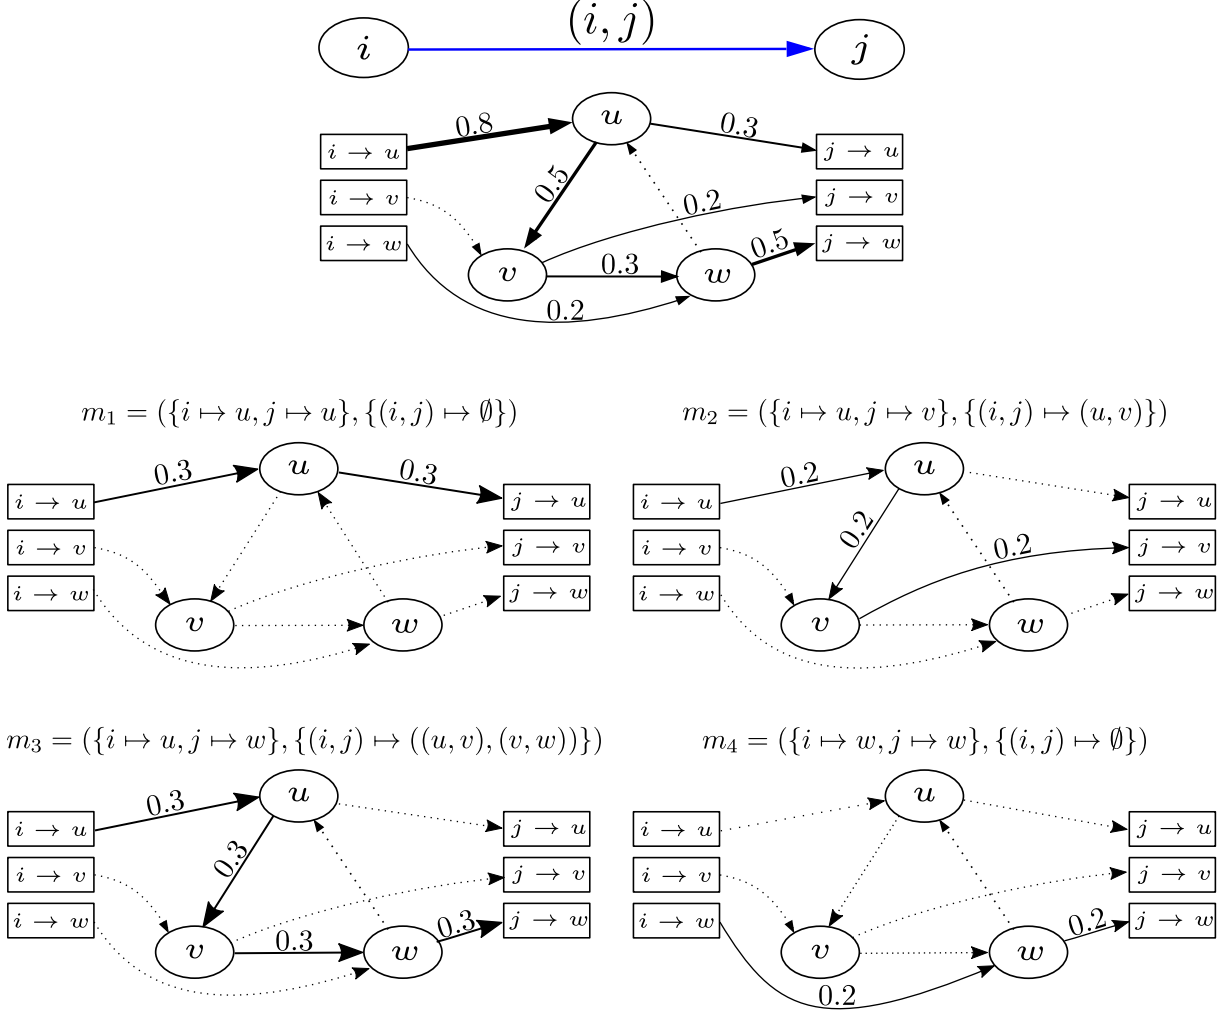 (i, j)
i j
u
0.8 0.3
i → u j → u
0.5
i → v 0.2 j → v
i → w 0.5 j → w
v 0.3 w
0.2
m₁ = ({i ↦ u, j ↦ u}, {(i, j) ↦ ∅})
u
0.3 0.3
i → u j → u
i → v j → v
i → w j → w
v w
m₂ = ({i ↦ u, j ↦ v}, {(i, j) ↦ (u, v)})
u
0.2
i → u j → u
0.2 0.2
i → v j → v
i → w j → w
v w
m₃ = ({i ↦ u, j ↦ w}, {(i, j) ↦ ((u, v), (v, w))})
u
0.3
i → u j → u
0.3
i → v j → v
i → w 0.3 j → w
v 0.3 w
m₄ = ({i ↦ w, j ↦ w}, {(i, j) ↦ ∅})
u
i → u j → u
i → v j → v
i → w 0.2 j → w
v w
0.2